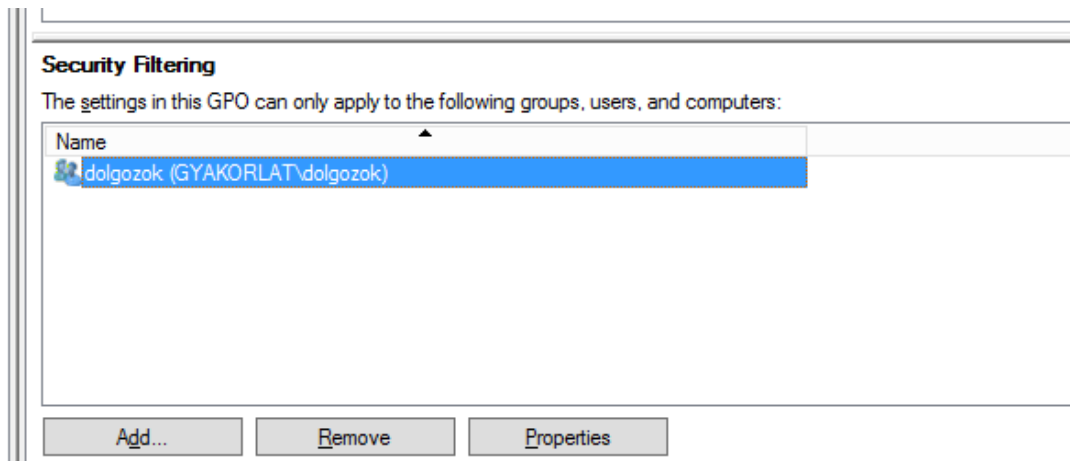 Security Filtering
The settings in this GPO can only apply to the following groups, users, and computers:
Name
dolgozok (GYAKORLAT\dolgozok)
Add... Remove Properties